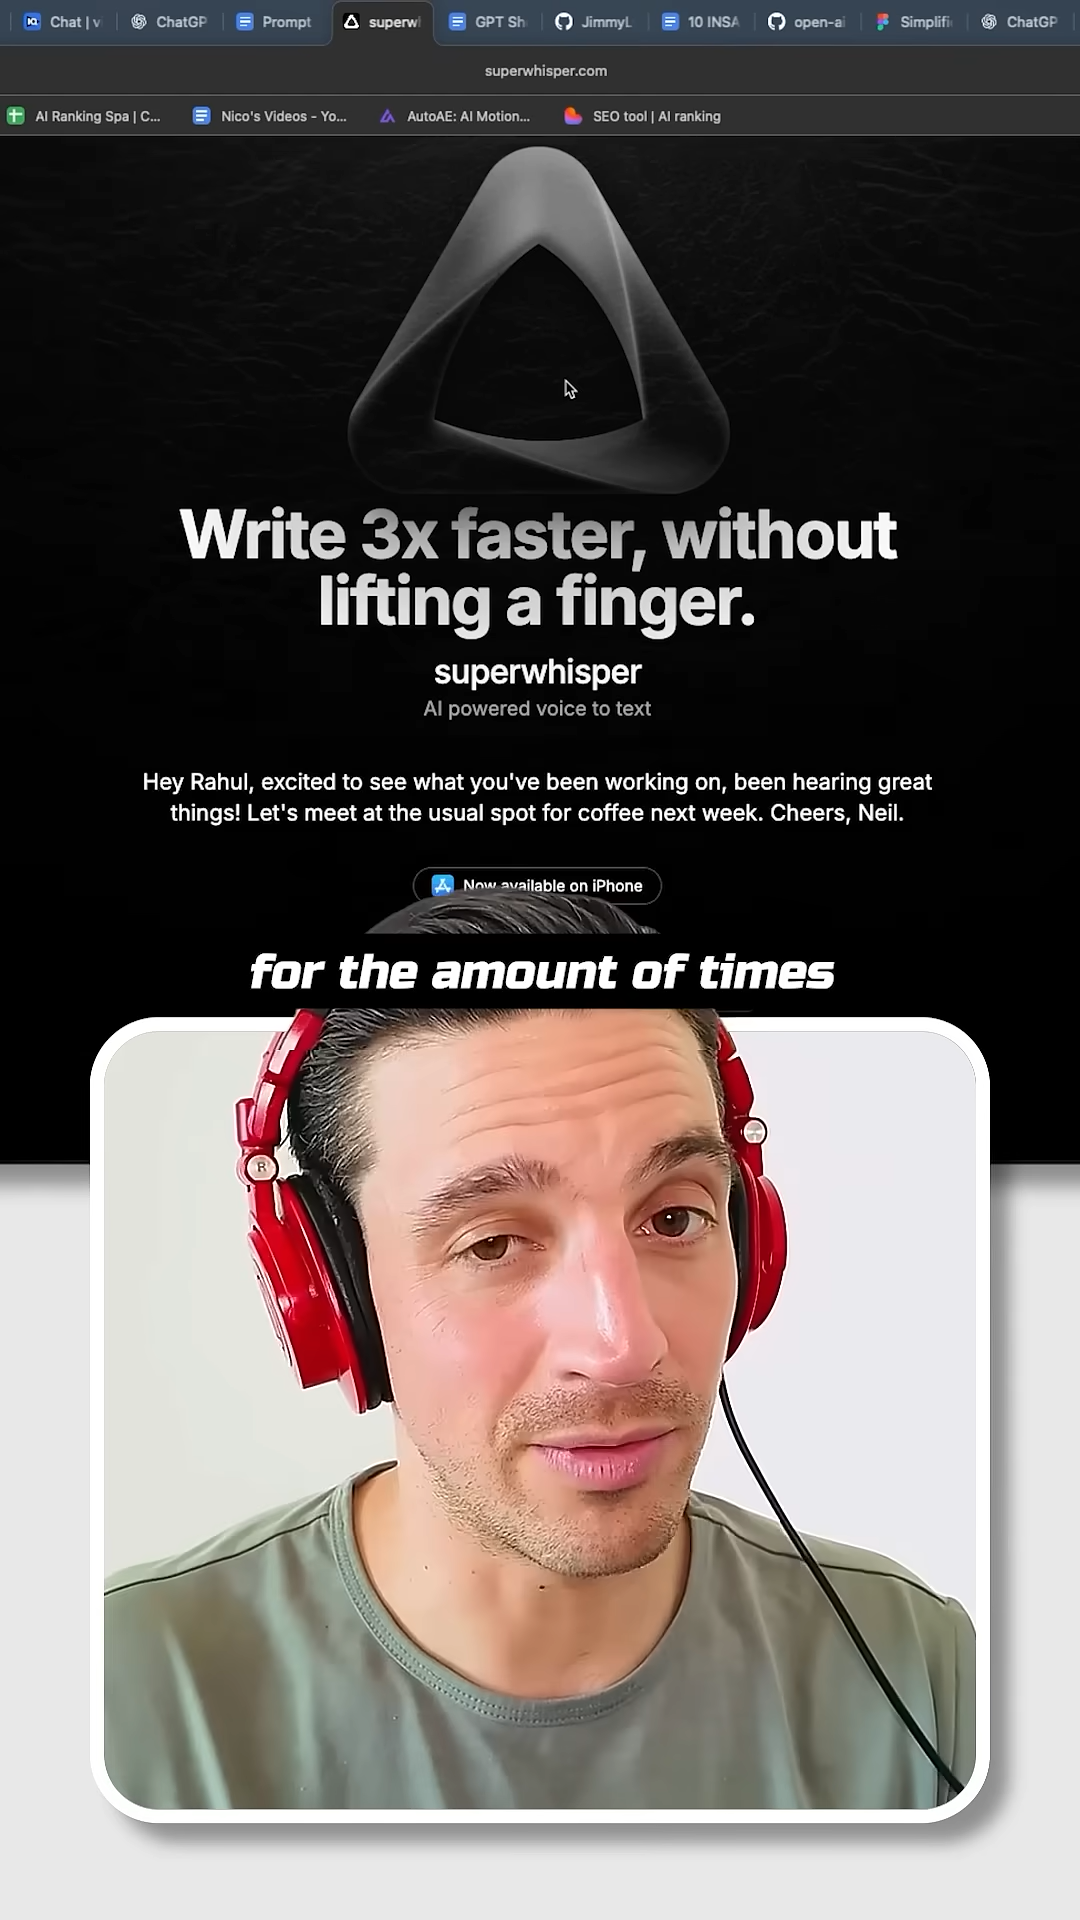 Chat | v
ChatGP
Prompt
superwl
GPT Sh
JimmyL
10 INSA
open-ai
Simplifi
ChatGP
superwhisper.com
AI Ranking Spa | C...
Nico's Videos - Yo...
AutoAE: AI Motion...
SEO tool | AI ranking
Write 3x faster, without
lifting a finger.
superwhisper
AI powered voice to text
Hey Rahul, excited to see what you've been working on, been hearing great
things! Let's meet at the usual spot for coffee next week. Cheers, Neil.
Now available on iPhone
for the amount of times
R